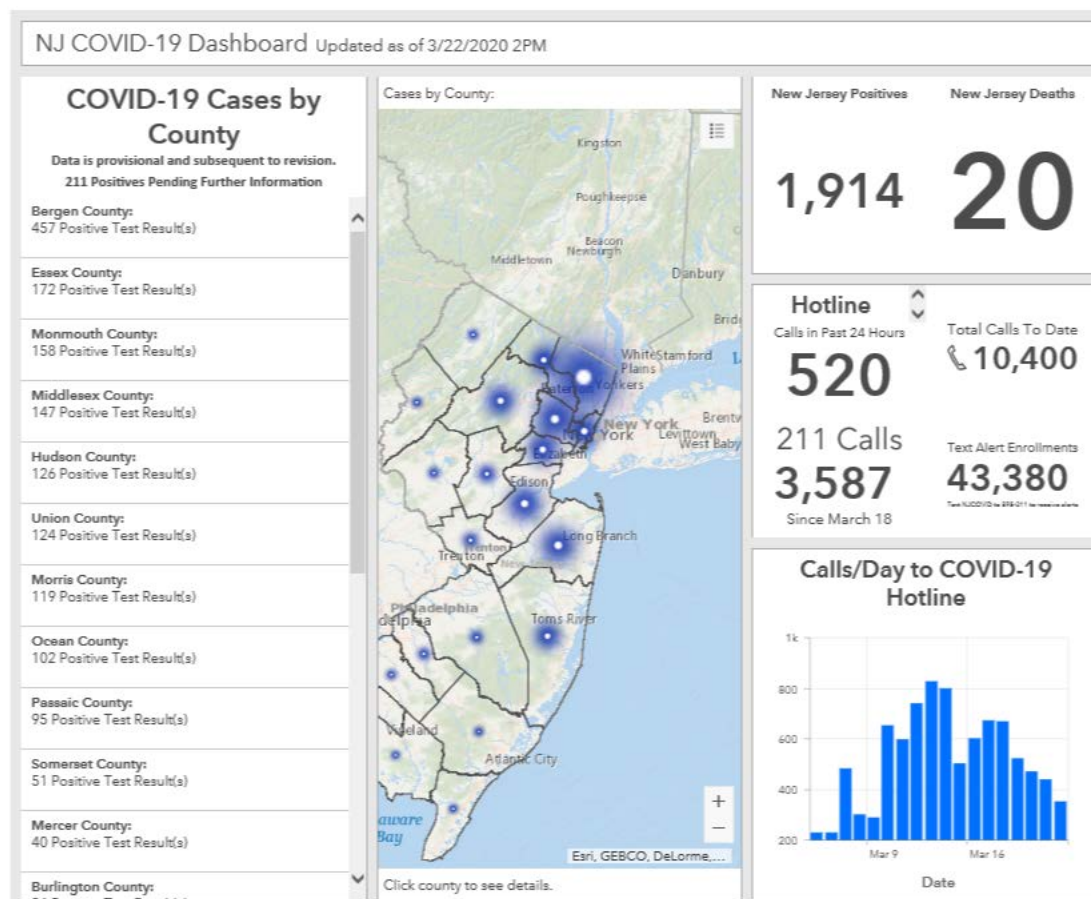 NJ COVID-19 Dashboard Updated as of 3/22/2020 2PM
COVID-19 Cases by
County
Data is provisional and subsequent to revision.
211 Positives Pending Further Information
Bergen County:
457 Positive Test Result(s)
Essex County:
172 Positive Test Result(s)
Monmouth County:
158 Positive Test Result(s)
Middlesex County:
147 Positive Test Result(s)
Hudson County:
126 Positive Test Result(s)
Union County:
124 Positive Test Result(s)
Morris County:
119 Positive Test Result(s)
Ocean County:
102 Positive Test Result(s)
Passaic County:
95 Positive Test Result(s)
Somerset County:
51 Positive Test Result(s)
Mercer County:
40 Positive Test Result(s)
Burlington County:
Cases by County:
Kingston
Poughkeepsie
Beacon
Newburgh
Middletown
Danbury
Brid
White Stamford
Plains
Paterson Yonkers
New York Brentw
New York Levittown
West Baby
Elizabeth
Edison
Long Branch
Trenton
Trenton
Philadelphia
delphia
Toms River
Vineland
Atlantic City
aware
Bay
+
−
Esri, GEBCO, DeLorme,...
Click county to see details.
New Jersey Positives
1,914
New Jersey Deaths
20
Hotline
Calls in Past 24 Hours
520
211 Calls
3,587
Since March 18
Total Calls To Date
10,400
Text Alert Enrollments
43,380
Calls/Day to COVID-19
Hotline
1k
800
600
400
200
Mar 9
Mar 16
Date